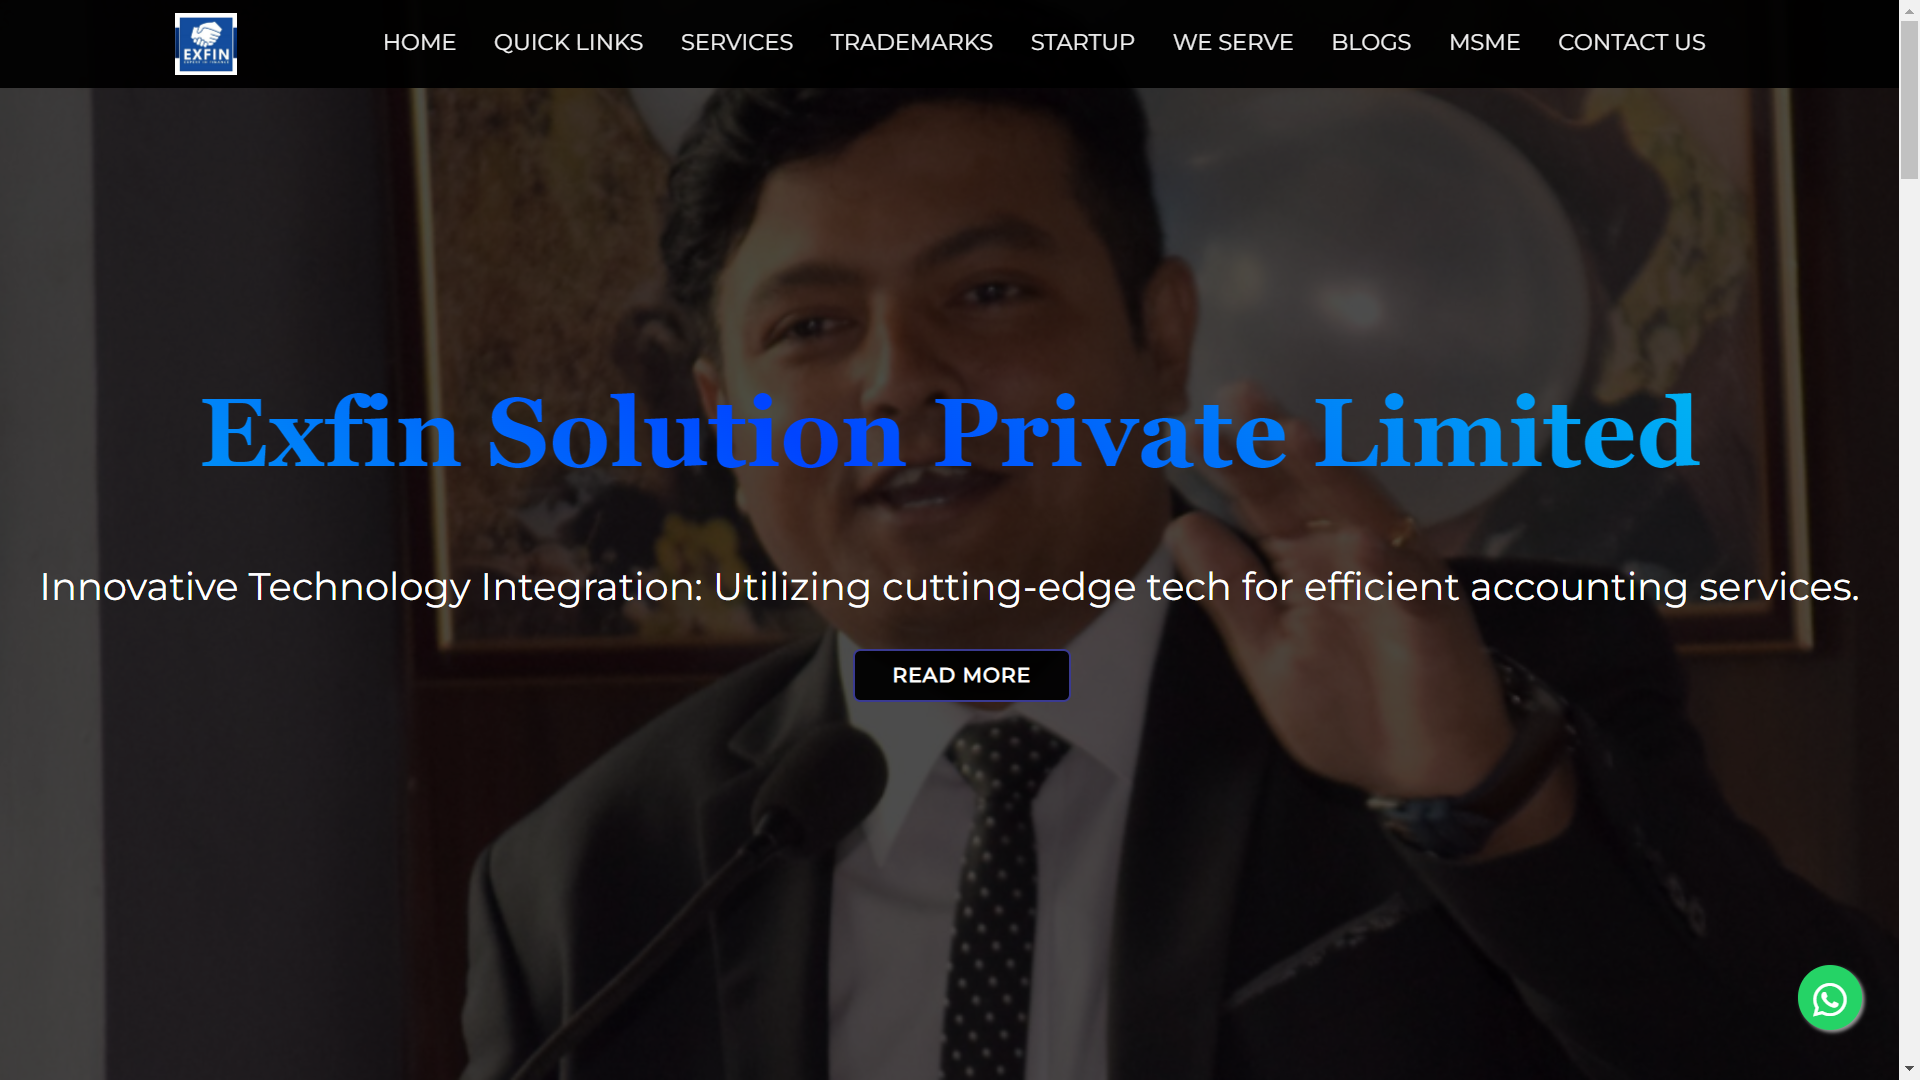 EXFIN
HOME QUICK LINKS SERVICES TRADEMARKS STARTUP WE SERVE BLOGS MSME CONTACT US
Exfin Solution Private Limited
Innovative Technology Integration: Utilizing cutting-edge tech for efficient accounting services.
READ MORE